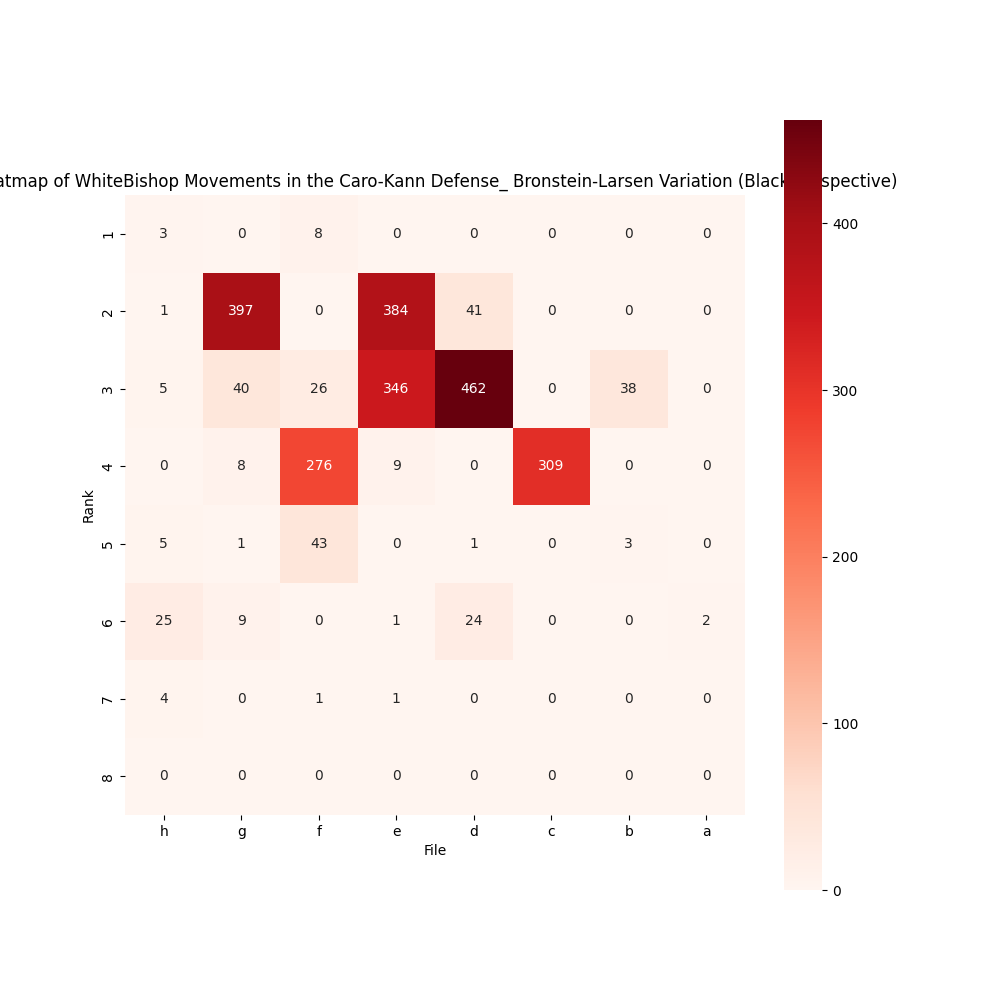 atmap of WhiteBishop Movements in the Caro-Kann Defense_ Bronstein-Larsen Variation (Black spective)
1 3 0 8 0 0 0 0 0
2 1 397 0 384 41 0 0 0
3 5 40 26 346 462 0 38 0
4 0 8 276 9 0 309 0 0
5 5 1 43 0 1 0 3 0
6 25 9 0 1 24 0 0 2
7 4 0 1 1 0 0 0 0
8 0 0 0 0 0 0 0 0
h g f e d c b a
File
Rank
400
300
200
100
0